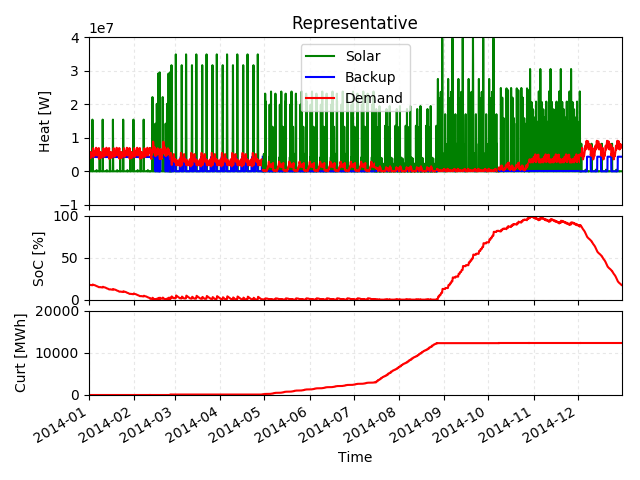 Representative
1e7
4
3
2
1
0
−1
Heat [W]
Solar
Backup
Demand
100
50
0
SoC [%]
20000
10000
0
Curt [MWh]
2014-01
2014-02
2014-03
2014-04
2014-05
2014-06
2014-07
2014-08
2014-09
2014-10
2014-11
2014-12
Time